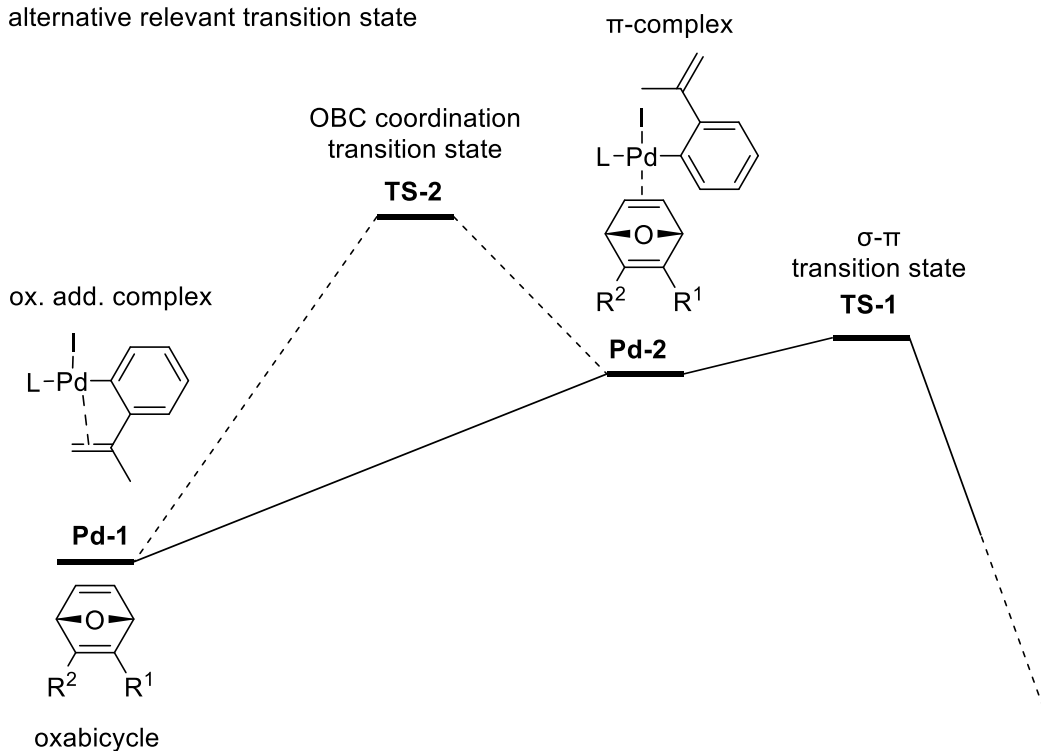 alternative relevant transition state
π-complex
I
L
Pd
O
R²
R¹
OBC coordination
transition state
TS-2
σ-π
transition state
TS-1
Pd-2
ox. add. complex
I
L
Pd
Pd-1
O
R²
R¹
oxabicycle